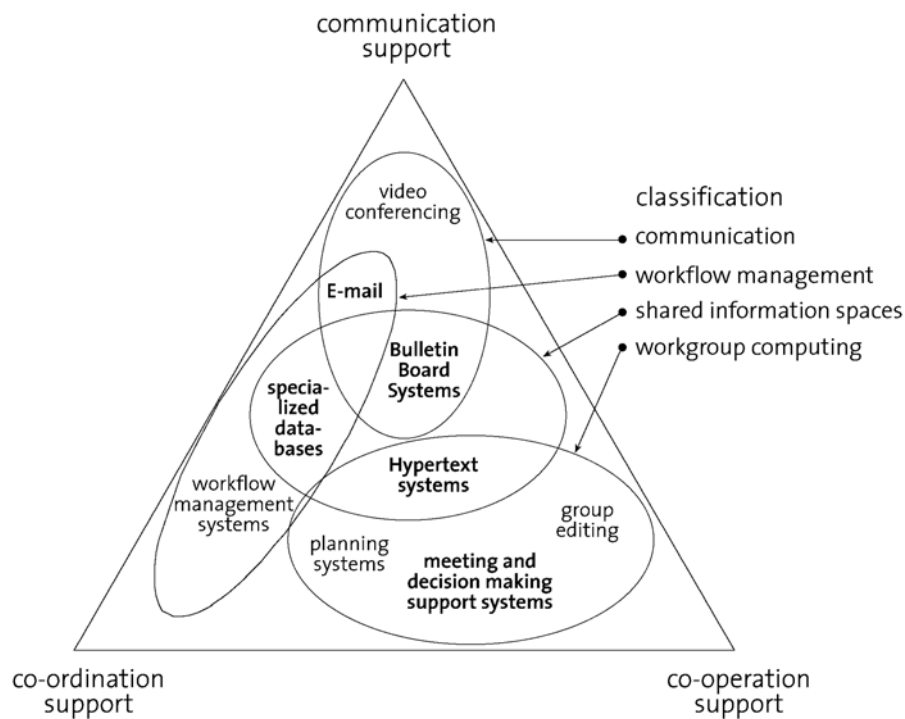 communication
support
video
conferencing
classification
communication
workflow management
shared information spaces
workgroup computing
E-mail
Bulletin
Board
Systems
specia-
lized
data-
bases
Hypertext
systems
workflow
management
systems
group
editing
planning
systems
meeting and
decision making
support systems
co-ordination
support
co-operation
support